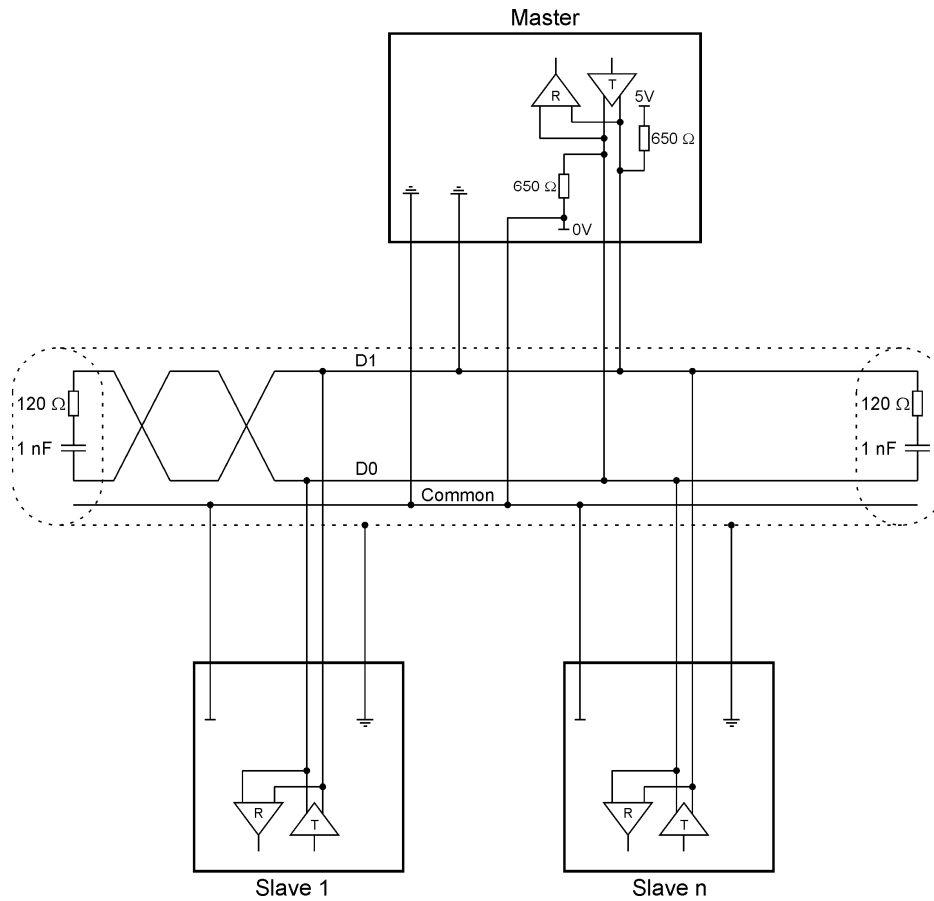 Master
R
T
5V
650 Ω
650 Ω
0V
D1
120 Ω
120 Ω
1 nF
1 nF
D0
Common
R
T
R
T
Slave 1
Slave n